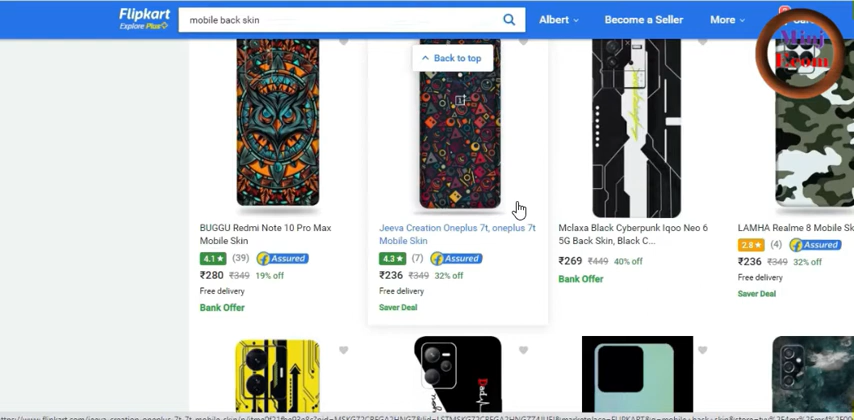 Flipkart
Explore Plus
mobile back skin
Albert
Become a Seller
More
Minj
Ecom
Back to top
BUGGU Redmi Note 10 Pro Max
Mobile Skin
4.1★ (39) Assured
₹280 ₹349 19% off
Free delivery
Bank Offer
Jeeva Creation Oneplus 7t, oneplus 7t
Mobile Skin
4.3★ (7) Assured
₹236 ₹349 32% off
Free delivery
Saver Deal
Mclaxa Black Cyberpunk Iqoo Neo 6
5G Back Skin, Black C...
₹269 ₹449 40% off
Bank Offer
LAMHA Realme 8 Mobile Sk
2.8★ (4) Assured
₹236 ₹349 32% off
Free delivery
Saver Deal